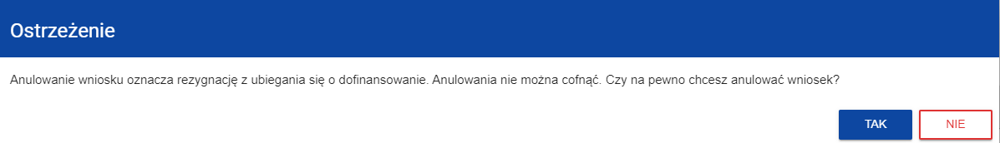 Ostrzeżenie
Anulowanie wniosku oznacza rezygnację z ubiegania się o dofinansowanie. Anulowania nie można cofnąć. Czy na pewno chcesz anulować wniosek?
TAK NIE